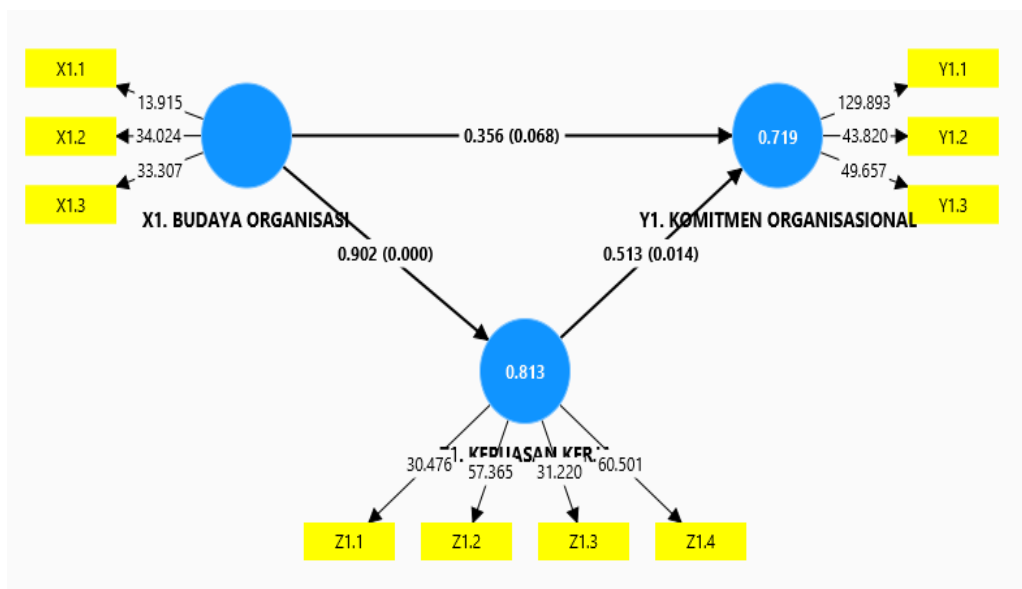 X1.1
13.915
X1.2
34.024
X1.3
33.307
X1. BUDAYA ORGANISASI
0.356 (0.068)
0.719
Y1. KOMITMEN ORGANISASIONAL
129.893
Y1.1
43.820
Y1.2
49.657
Y1.3
0.902 (0.000)
0.513 (0.014)
0.813
30.476
57.365
31.220
60.501
Z1.1
Z1.2
Z1.3
Z1.4